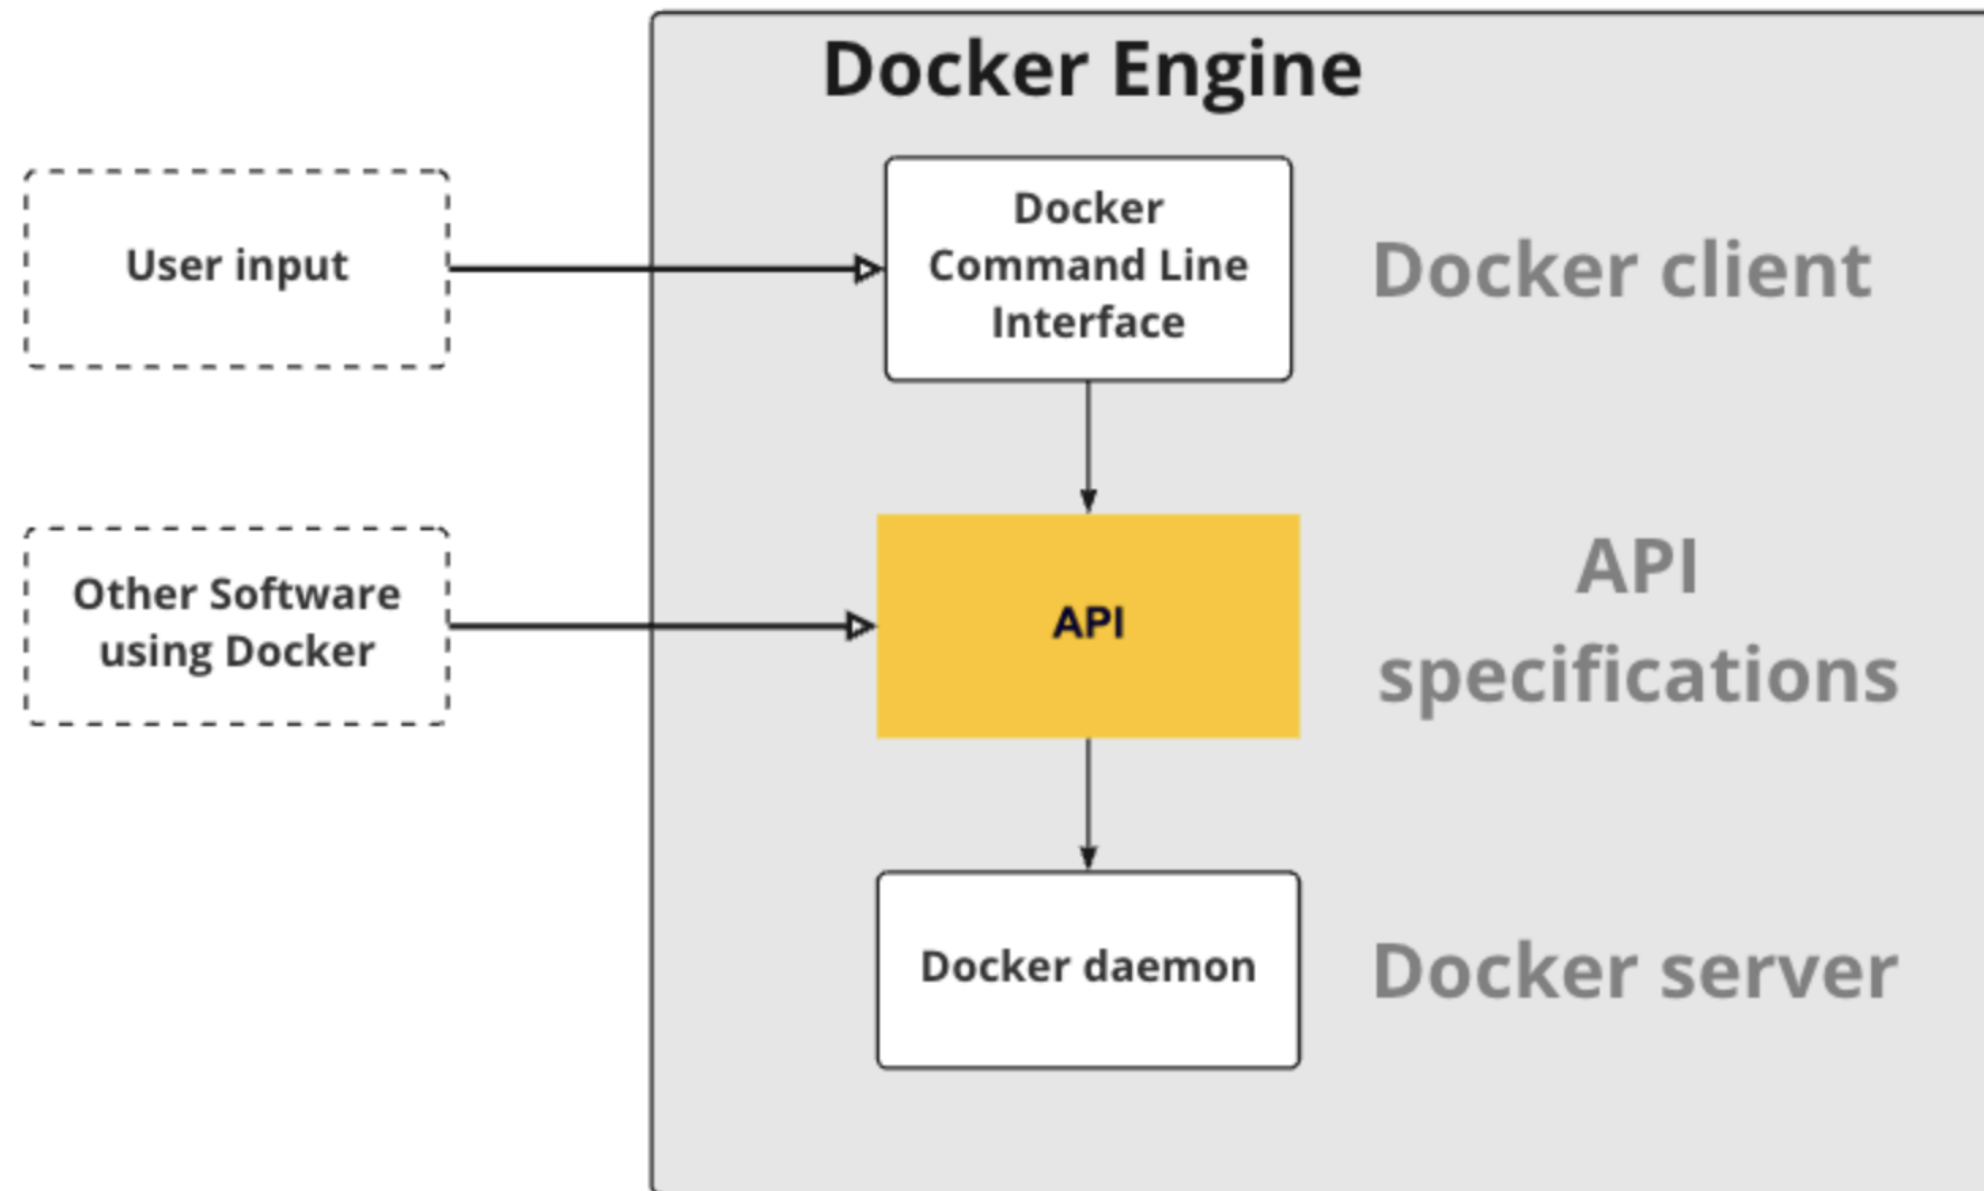 Docker Engine
User input
Docker
Command Line
Interface
Docker client
Other Software
using Docker
API
API
specifications
Docker daemon
Docker server